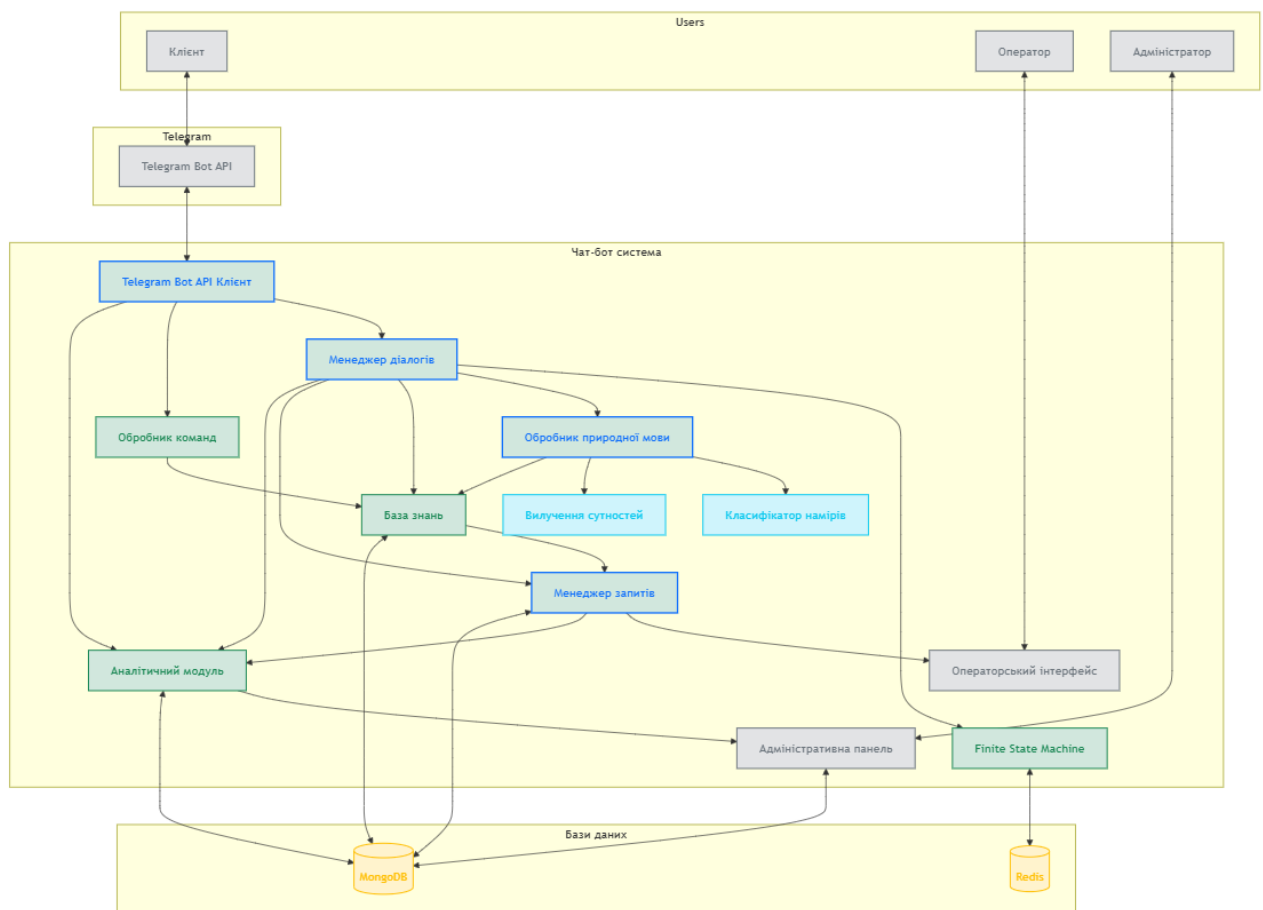 Users
Клієнт
Оператор
Адміністратор
Telegram
Telegram Bot API
Чат-бот система
Telegram Bot API Клієнт
Менеджер діалогів
Обробник команд
Обробник природної мови
База знань
Вилучення сутностей
Класифікатор намірів
Менеджер запитів
Аналітичний модуль
Операторський інтерфейс
Адміністративна панель
Finite State Machine
Бази даних
MongoDB
Redis